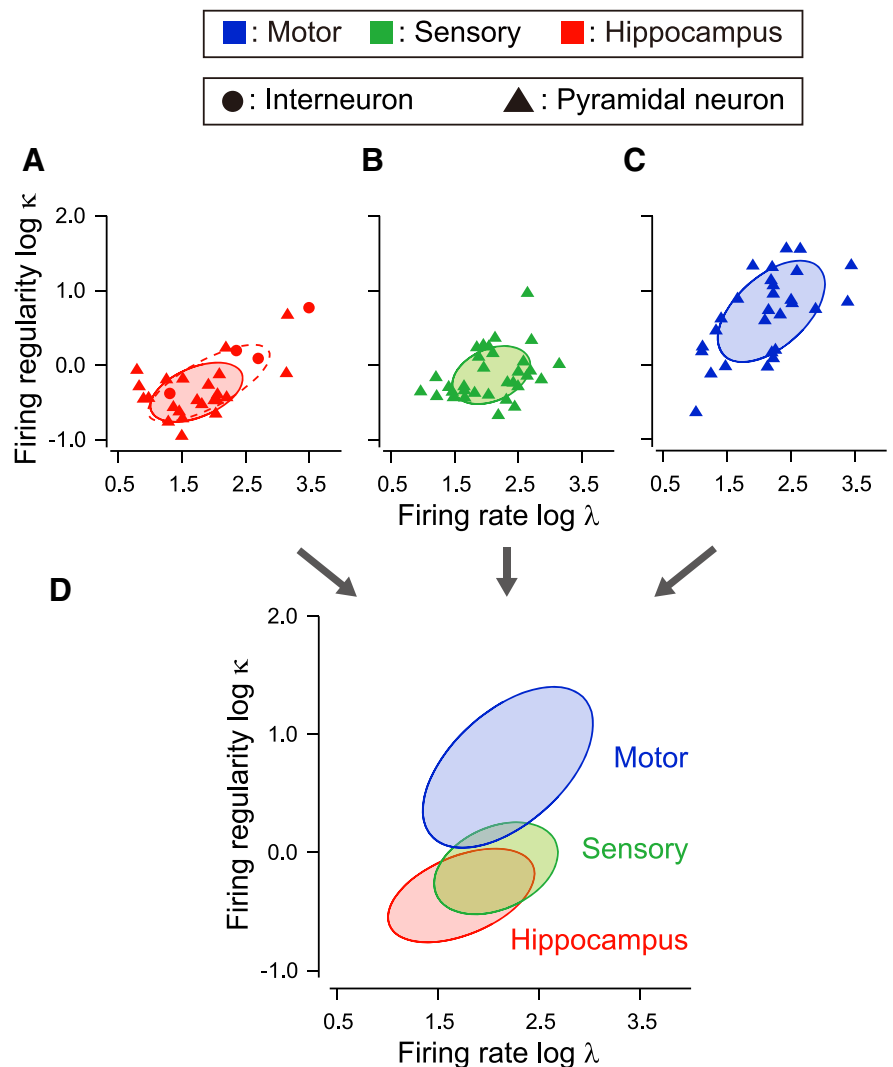 : Motor : Sensory : Hippocampus
: Interneuron : Pyramidal neuron
A B C
Firing regularity log κ
2.0
1.0
0.0
-1.0
0.5 1.5 2.5 3.5 0.5 1.5 2.5 3.5 0.5 1.5 2.5 3.5
Firing rate log λ
D
Firing regularity log κ
2.0
1.0
0.0
-1.0
Motor
Sensory
Hippocampus
0.5 1.5 2.5 3.5
Firing rate log λ